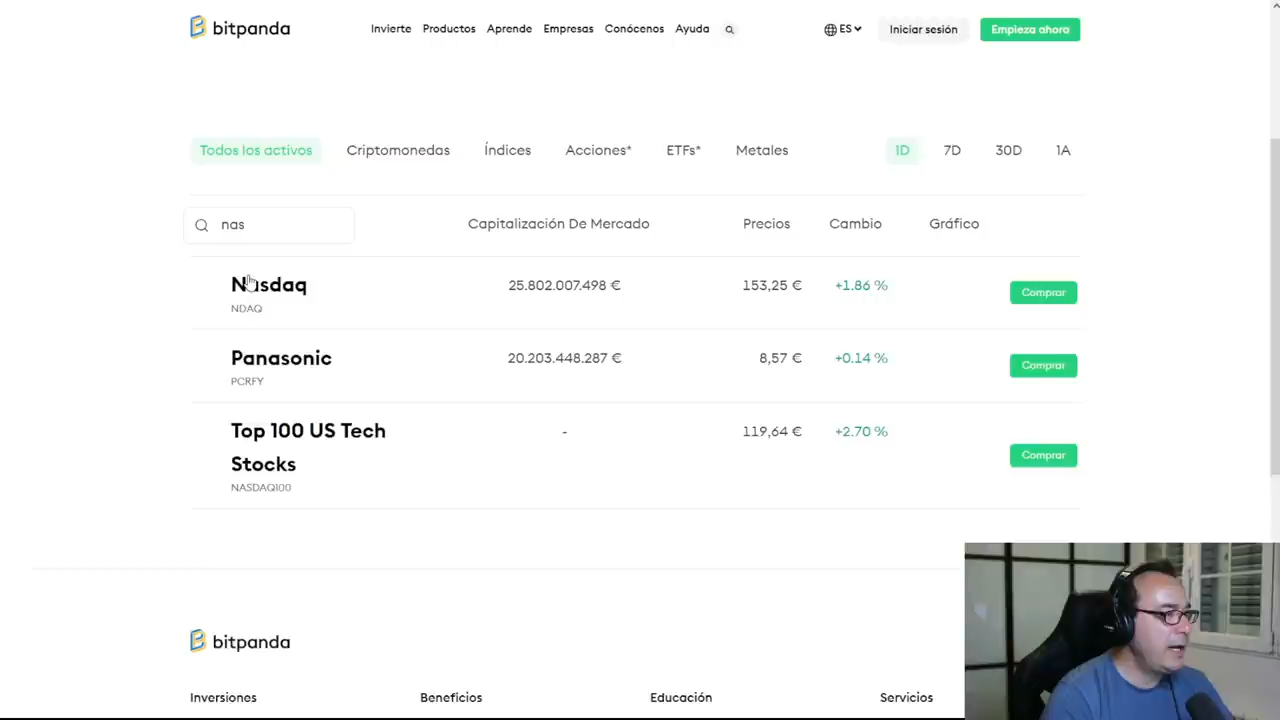 bitpanda
Invierte Productos Aprende Empresas Conócenos Ayuda
ES
Iniciar sesión
Empieza ahora
Todos los activos Criptomonedas Índices Acciones* ETFs* Metales
1D 7D 30D 1A
nas
Capitalización De Mercado Precios Cambio Gráfico
Nasdaq 25.802.007.498 € 153,25 € +1.86 % Comprar
NDAQ
Panasonic 20.203.448.287 € 8,57 € +0.14 % Comprar
PCRFY
Top 100 US Tech - 119,64 € +2.70 %
Stocks Comprar
NASDAQ100
bitpanda
Inversiones Beneficios Educación Servicios